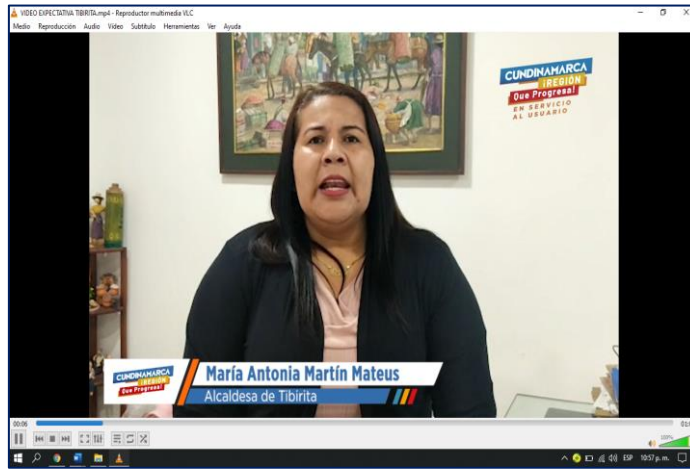 VIDEO EXPECTATIVA TIBIRITA.mp4 - Reproductor multimedia VLC
Medio Reproducción Audio Vídeo Subtítulo Herramientas Ver Ayuda
CUNDINAMARCA
¡REGIÓN
Que Progresa!
EN SERVICIO
AL USUARIO
CUNDINAMARCA
¡REGIÓN
Que Progresa!
María Antonia Martín Mateus
Alcaldesa de Tibirita
00:06
100%
ESP 10:57 p. m.